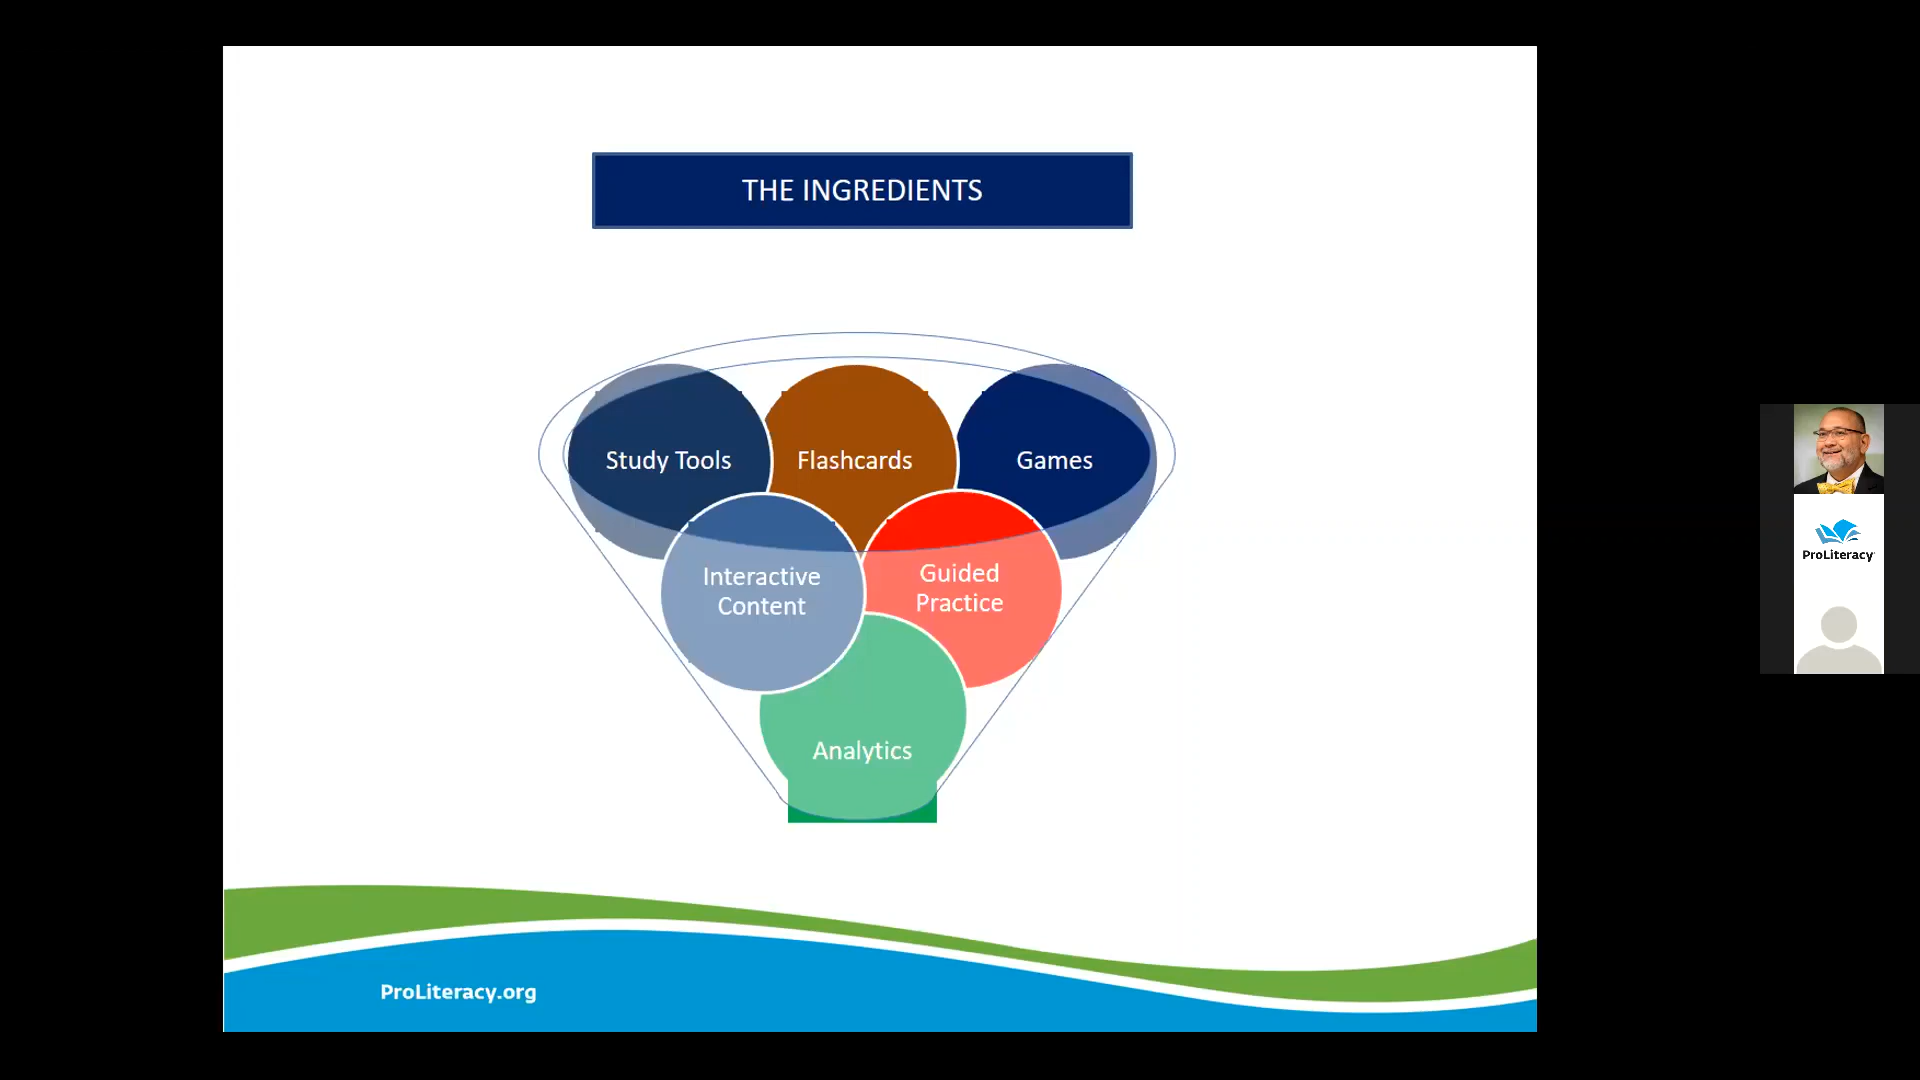 THE INGREDIENTS
Study Tools
Flashcards
Games
Interactive
Content
Guided
Practice
Analytics
ProLiteracy.org
ProLiteracy